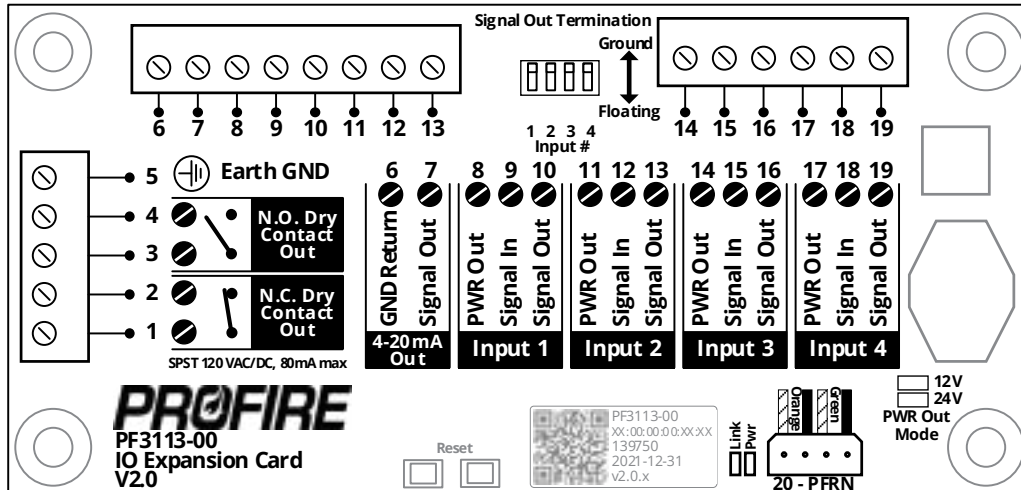 Signal Out Termination
Ground
Floating
1 2 3 4
Input #
6 7 8 9 10 11 12 13
14 15 16 17 18 19
5 Earth GND
4
3
N.O. Dry
Contact
Out
2
1
N.C. Dry
Contact
Out
SPST 120 VAC/DC, 80mA max
6 7 8 9 10 11 12 13 14 15 16 17 18 19
GND Return
Signal Out
4-20mA
Out
PWR Out
Signal In
Signal Out
Input 1
PWR Out
Signal In
Signal Out
Input 2
PWR Out
Signal In
Signal Out
Input 3
PWR Out
Signal In
Signal Out
Input 4
12V
24V
PWR Out
Mode
PROFIRE
PF3113-00
IO Expansion Card
V2.0
Reset
PF3113-00
XX:00:00:00:XX:XX
139750
2021-12-31
v2.0.x
Link
Pwr
Orange
Green
20 - PFRN